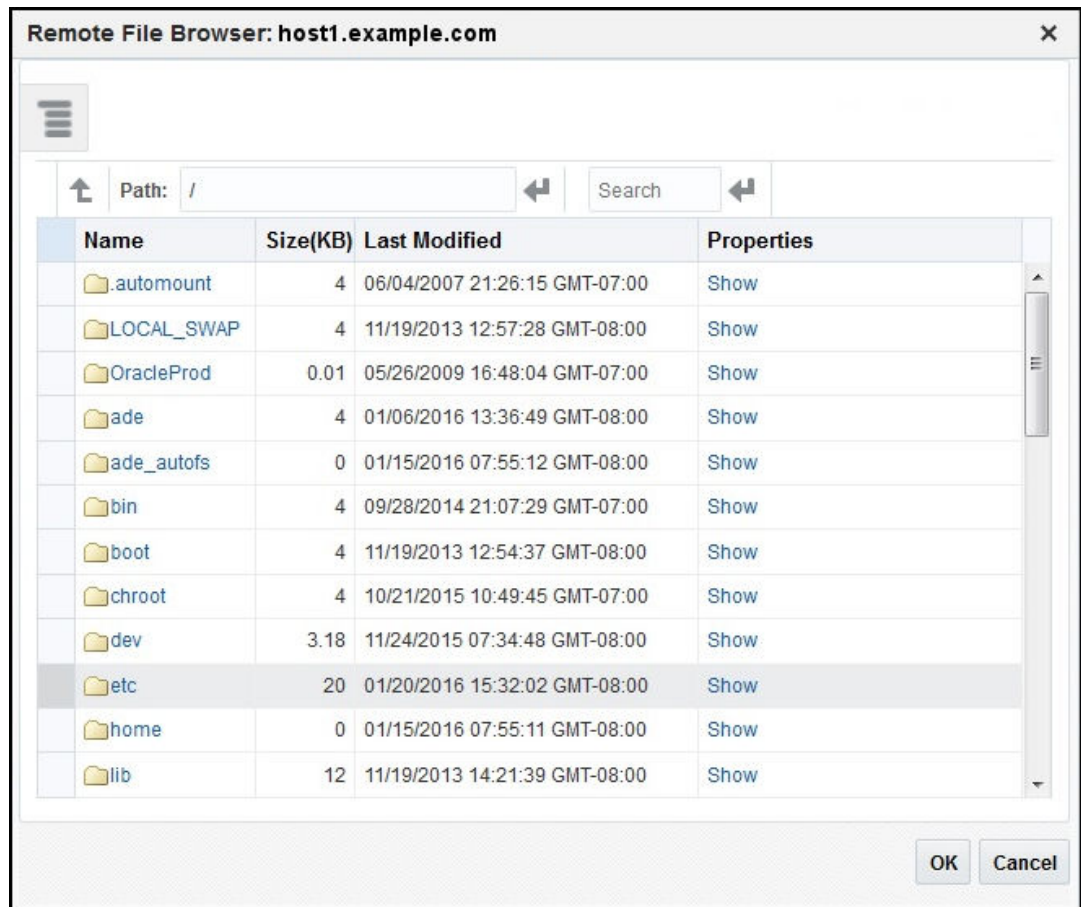 Remote File Browser: host1.example.com
Path: / Search
Name Size(KB) Last Modified Properties
.automount 4 06/04/2007 21:26:15 GMT-07:00 Show
LOCAL_SWAP 4 11/19/2013 12:57:28 GMT-08:00 Show
OracleProd 0.01 05/26/2009 16:48:04 GMT-07:00 Show
ade 4 01/06/2016 13:36:49 GMT-08:00 Show
ade_autofs 0 01/15/2016 07:55:12 GMT-08:00 Show
bin 4 09/28/2014 21:07:29 GMT-07:00 Show
boot 4 11/19/2013 12:54:37 GMT-08:00 Show
chroot 4 10/21/2015 10:49:45 GMT-07:00 Show
dev 3.18 11/24/2015 07:34:48 GMT-08:00 Show
etc 20 01/20/2016 15:32:02 GMT-08:00 Show
home 0 01/15/2016 07:55:11 GMT-08:00 Show
lib 12 11/19/2013 14:21:39 GMT-08:00 Show
OK Cancel